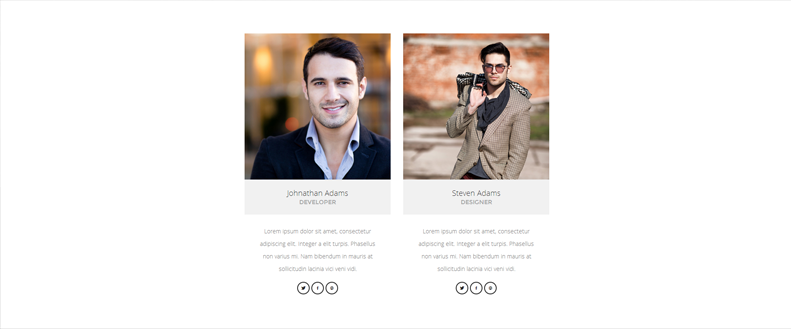 Johnathan Adams
DEVELOPER
Lorem ipsum dolor sit amet, consectetur
adipiscing elit. Integer a elit turpis. Phasellus
non varius mi. Nam bibendum in mauris at
sollicitudin lacinia vici veni vidi.
Steven Adams
DESIGNER
Lorem ipsum dolor sit amet, consectetur
adipiscing elit. Integer a elit turpis. Phasellus
non varius mi. Nam bibendum in mauris at
sollicitudin lacinia vici veni vidi.